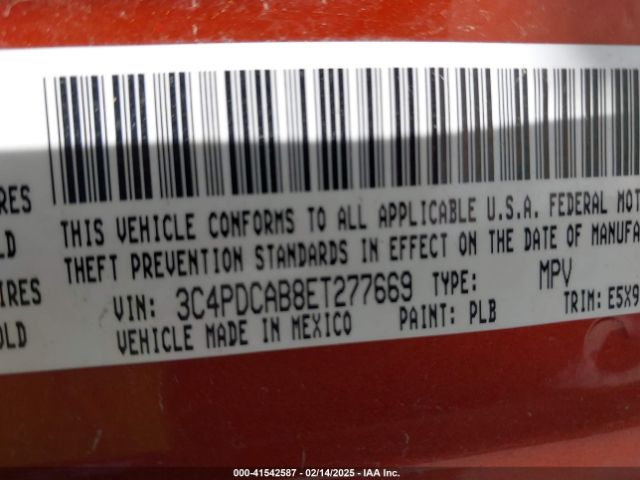 RES
LD
IRES
OLD
THIS VEHICLE CONFORMS TO ALL APPLICABLE U.S.A. FEDERAL MOT
THEFT PREVENTION STANDARDS IN EFFECT ON THE DATE OF MANUFA
VIN: 3C4PDCAB8ET277669 TYPE: MPV
VEHICLE MADE IN MEXICO PAINT: PLB TRIM: E5X9
000-41542587 - 02/14/2025 - IAA Inc.